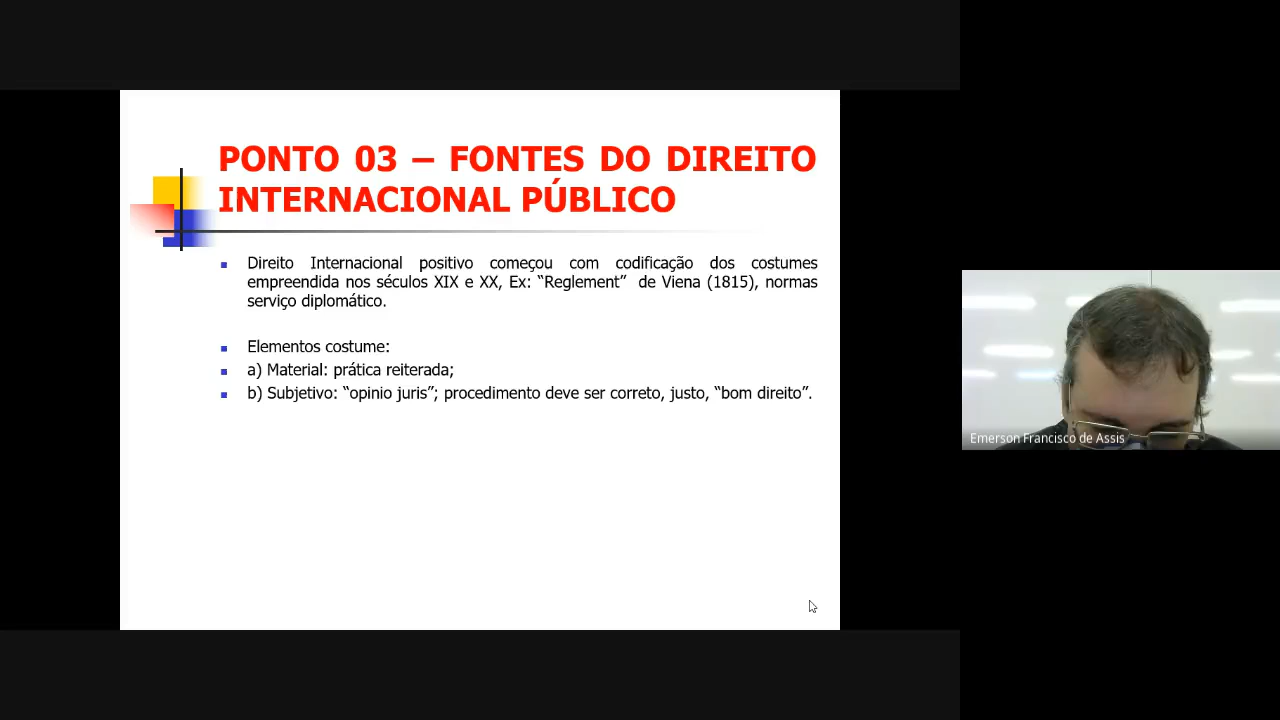 PONTO 03 – FONTES DO DIREITO
INTERNACIONAL PÚBLICO
Direito Internacional positivo começou com codificação dos costumes
empreendida nos séculos XIX e XX, Ex: “Reglement” de Viena (1815), normas
serviço diplomático.
Elementos costume:
a) Material: prática reiterada;
b) Subjetivo: “opinio juris”; procedimento deve ser correto, justo, “bom direito”.
Emerson Francisco de Assis